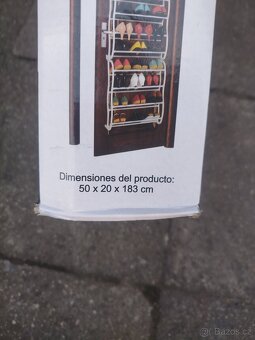 Dimensiones del producto:
50 x 20 x 183 cm
Bazos.cz